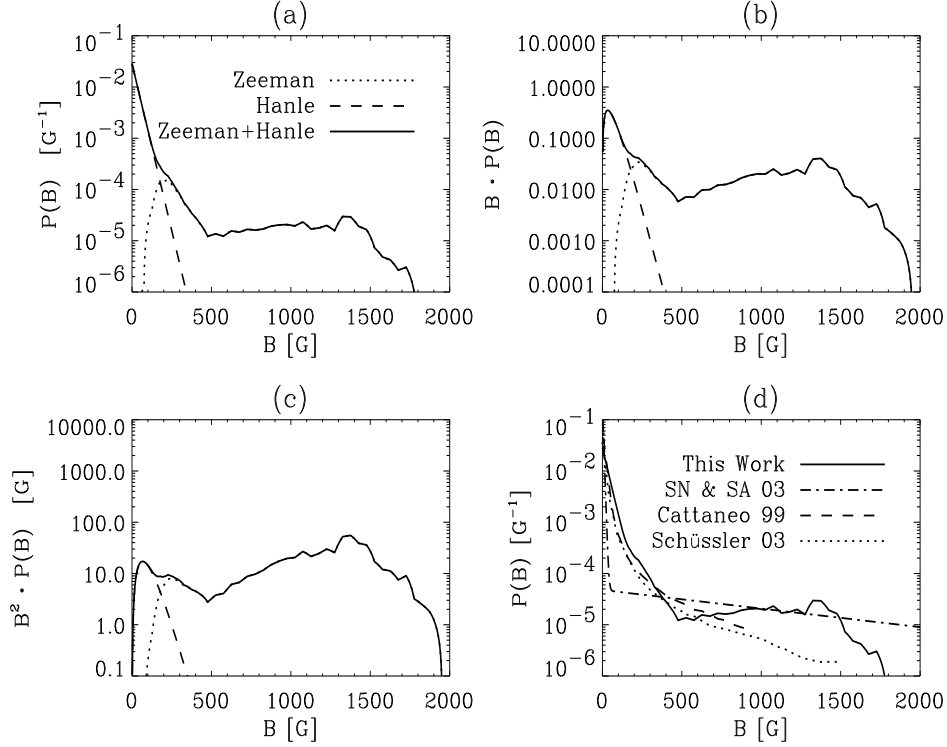 (a)
10⁻¹
10⁻²
10⁻³
10⁻⁴
10⁻⁵
10⁻⁶
P(B) [G⁻¹]
Zeeman
Hanle
Zeeman+Hanle
0 500 1000 1500 2000
B [G]
(b)
10.0000
1.0000
0.1000
0.0100
0.0010
0.0001
B · P(B)
0 500 1000 1500 2000
B [G]
(c)
10000.0
1000.0
100.0
10.0
1.0
0.1
B² · P(B) [G]
0 500 1000 1500 2000
B [G]
(d)
10⁻¹
10⁻²
10⁻³
10⁻⁴
10⁻⁵
10⁻⁶
P(B) [G⁻¹]
This Work
SN & SA 03
Cattaneo 99
Schüssler 03
0 500 1000 1500 2000
B [G]